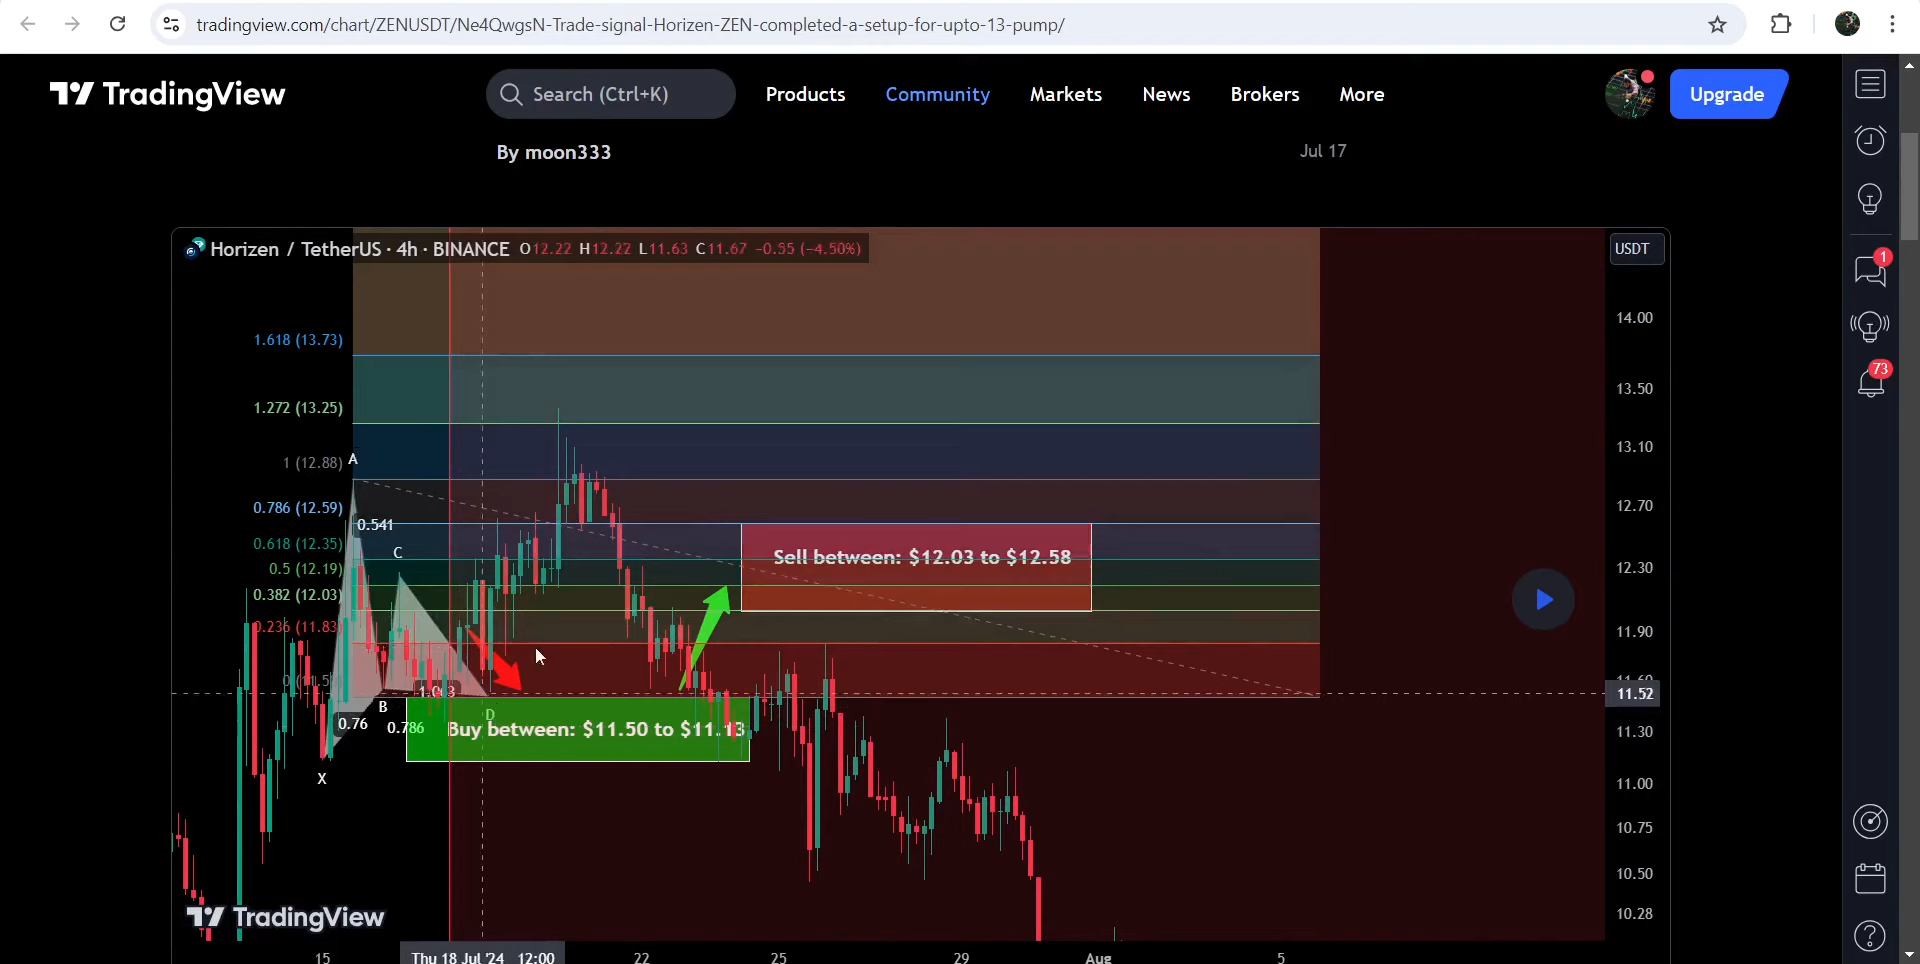 tradingview.com/chart/ZENUSDT/Ne4QwgsN-Trade-signal-Horizen-ZEN-completed-a-setup-for-upto-13-pump/
TradingView
Search (Ctrl+K)
Products
Community
Markets
News
Brokers
More
Upgrade
By moon333
Jul 17
Horizen / TetherUS · 4h · BINANCE O12.22 H12.22 L11.63 C11.67 −0.55 (−4.50%)
USDT
1
73
14.00
1.618 (13.73)
13.50
1.272 (13.25)
13.10
1 (12.88)
A
0.786 (12.59)
12.70
0.541
0.618 (12.35)
C
Sell between: $12.03 to $12.58
0.5 (12.19)
12.30
0.382 (12.03)
0.236 (11.83)
11.90
11.52
B
D
0.76
0.786
Buy between: $11.50 to $11.13
11.30
X
11.00
10.75
10.50
10.28
TradingView
15
Thu 18 Jul '24 12:00
22
25
29
Aug
5